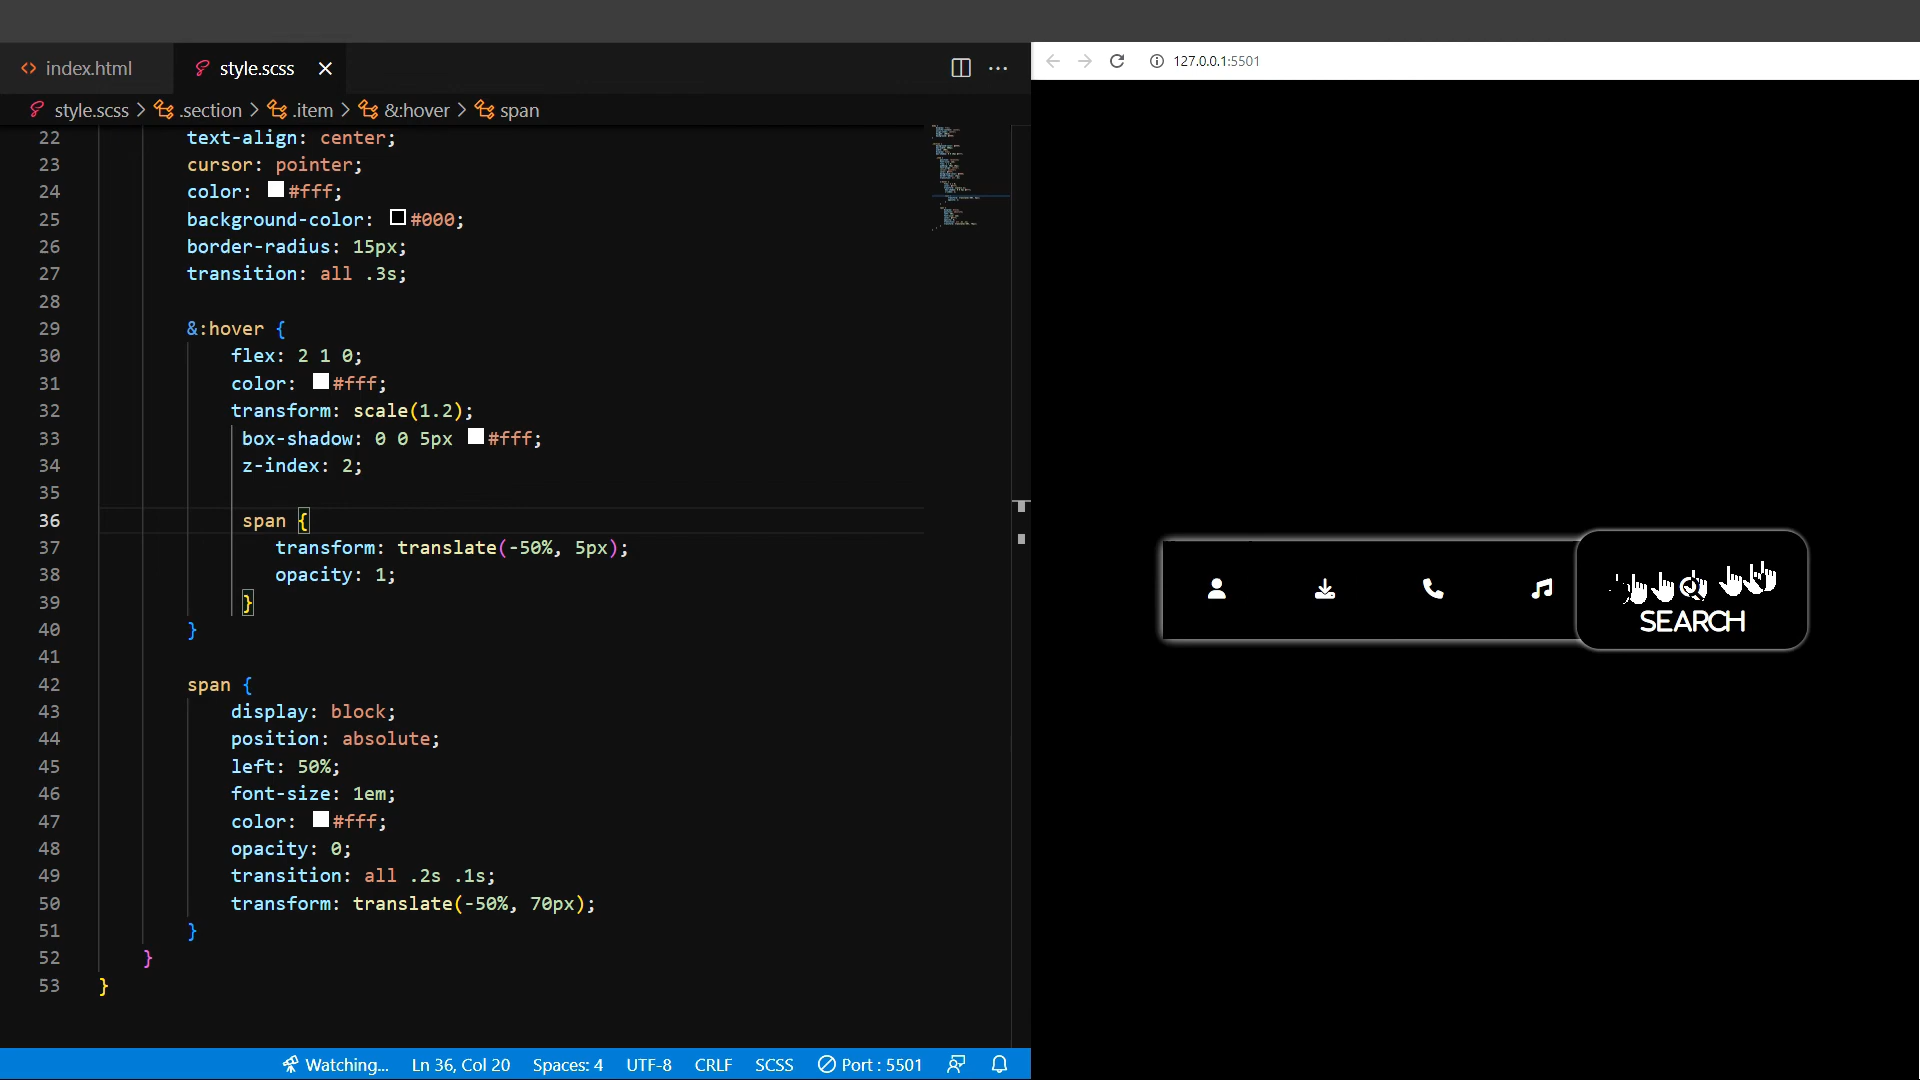 index.html
style.scss
127.0.0.1:5501
style.scss > .section > .item > &:hover > span
22 text-align: center;
23 cursor: pointer;
24 color: #fff;
25 background-color: #000;
26 border-radius: 15px;
27 transition: all .3s;
28
29 &:hover {
30 flex: 2 1 0;
31 color: #fff;
32 transform: scale(1.2);
33 box-shadow: 0 0 5px #fff;
34 z-index: 2;
35
36 span {
37 transform: translate(-50%, 5px);
38 opacity: 1;
39 }
40 }
41
42 span {
43 display: block;
44 position: absolute;
45 left: 50%;
46 font-size: 1em;
47 color: #fff;
48 opacity: 0;
49 transition: all .2s .1s;
50 transform: translate(-50%, 70px);
51 }
52 }
53 }
SEARCH
Watching... Ln 36, Col 20 Spaces: 4 UTF-8 CRLF SCSS Port : 5501